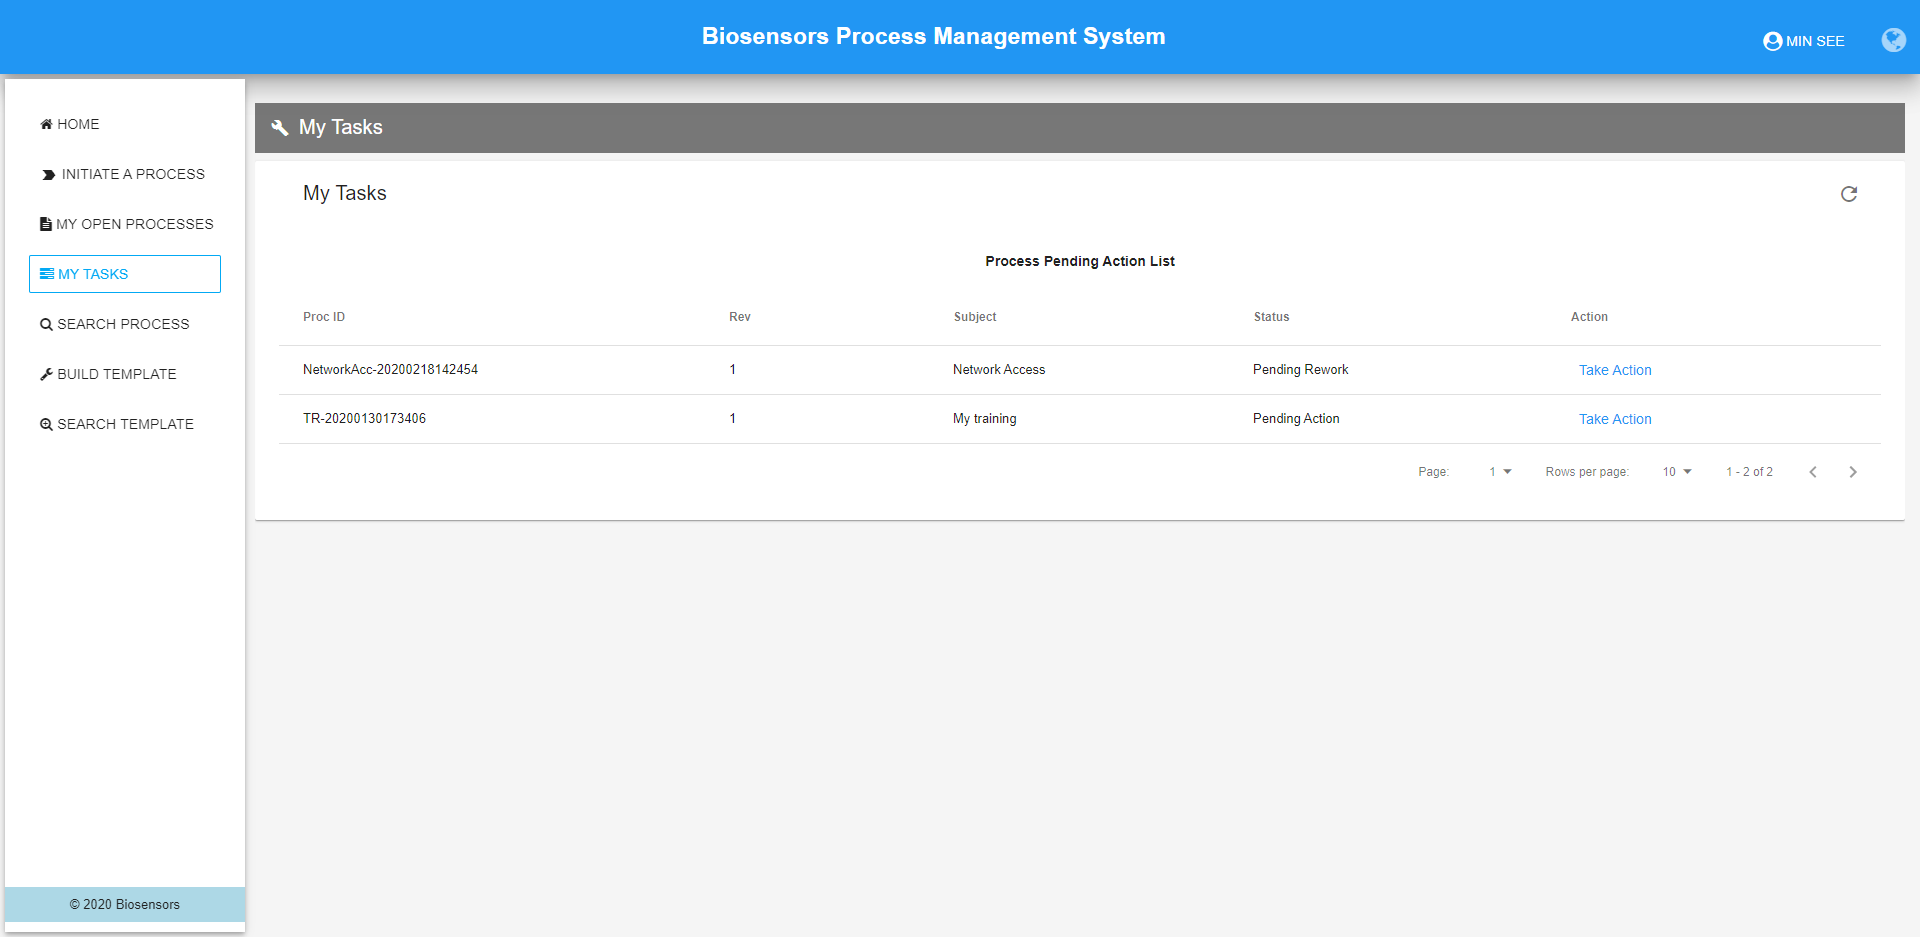 Biosensors Process Management System
MIN SEE
HOME
INITIATE A PROCESS
MY OPEN PROCESSES
MY TASKS
SEARCH PROCESS
BUILD TEMPLATE
SEARCH TEMPLATE
© 2020 Biosensors
My Tasks
My Tasks
Process Pending Action List
Proc ID Rev Subject Status Action
NetworkAcc-20200218142454 1 Network Access Pending Rework Take Action
TR-20200130173406 1 My training Pending Action Take Action
Page: 1 Rows per page: 10 1 - 2 of 2